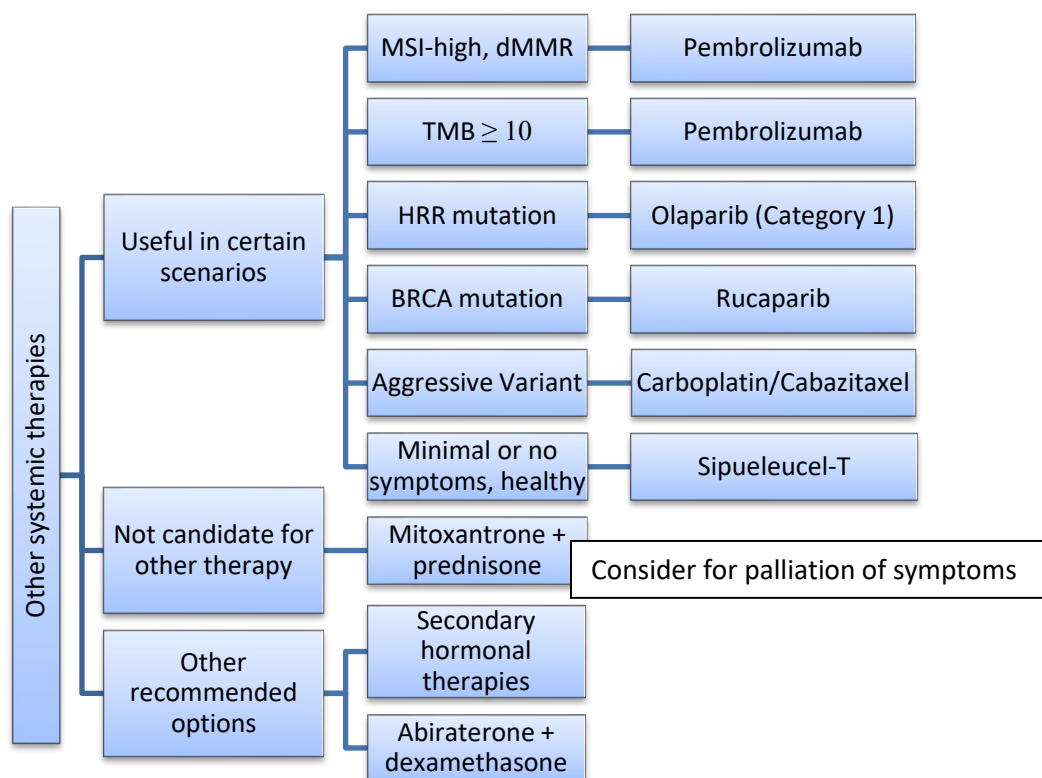 Other systemic therapies
Useful in certain
scenarios
MSI-high, dMMR
Pembrolizumab
TMB ≥ 10
Pembrolizumab
HRR mutation
Olaparib (Category 1)
BRCA mutation
Rucaparib
Aggressive Variant
Carboplatin/Cabazitaxel
Minimal or no
symptoms, healthy
Sipueleucel-T
Not candidate for
other therapy
Mitoxantrone +
prednisone
Consider for palliation of symptoms
Other
recommended
options
Secondary
hormonal
therapies
Abiraterone +
dexamethasone